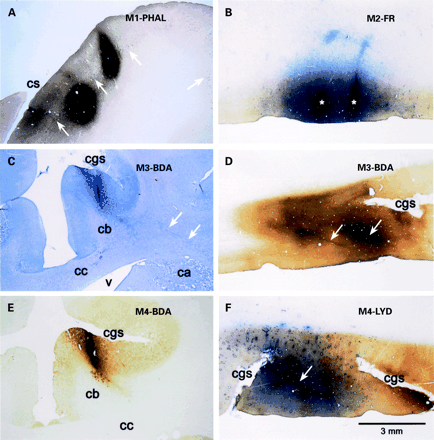 A M1-PHAL
cs
B M2-FR
* *
C M3-BDA
cgs
cb
cc
v
ca
D M3-BDA
cgs
E M4-BDA
cgs
cb
cc
F M4-LYD
cgs
cgs
3 mm